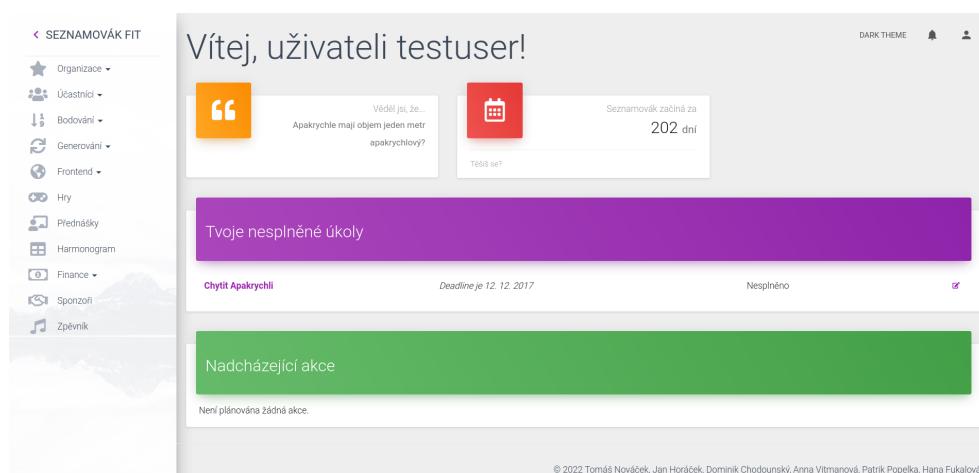 SEZNAMOVÁK FIT
Organizace
Účastníci
Bodování
Generování
Frontend
Hry
Přednášky
Harmonogram
Finance
Sponzoři
Zpěvník
Vítej, uživateli testuser!
DARK THEME
Věděl jsi, že...
Apakrychle mají objem jeden metr
apakrychlový?
Seznamovák začíná za
202 dní
Těšíš se?
Tvoje nesplněné úkoly
Chytit Apakrychli Deadline je 12. 12. 2017 Nesplněno
Nadcházející akce
Není plánována žádná akce.
© 2022 Tomáš Nováček, Jan Horáček, Dominik Chodounský, Anna Vitmanová, Patrik Popelka, Hana Fukalová